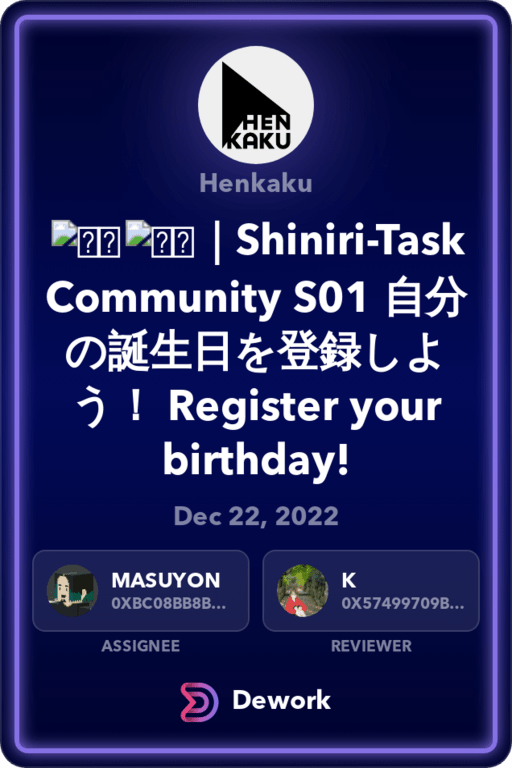 HEN
KAKU
Henkaku
| Shiniri-Task
Community S01 自分
の誕生日を登録しよ
う！ Register your
birthday!
Dec 22, 2022
MASUYON
0XBC08BB8B...
K
0X57499709B...
ASSIGNEE
REVIEWER
Dework